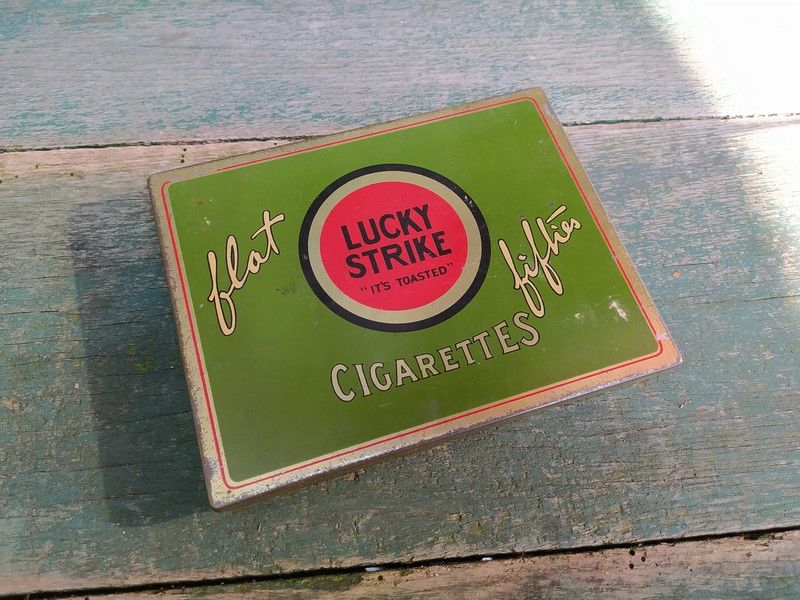 flat
LUCKY
STRIKE
"IT'S TOASTED"
fifties
CIGARETTES